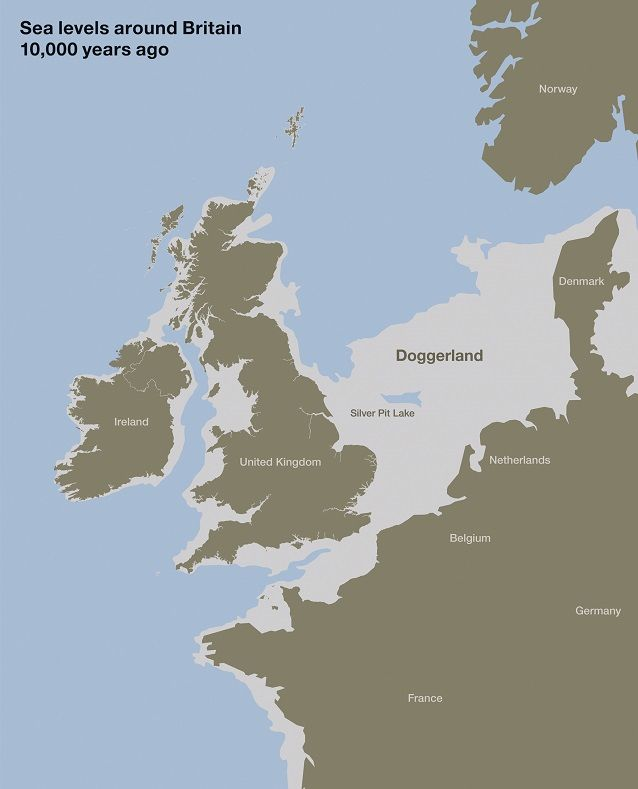 Sea levels around Britain
10,000 years ago
Norway
Denmark
Doggerland
Silver Pit Lake
Ireland
United Kingdom
Netherlands
Belgium
Germany
France